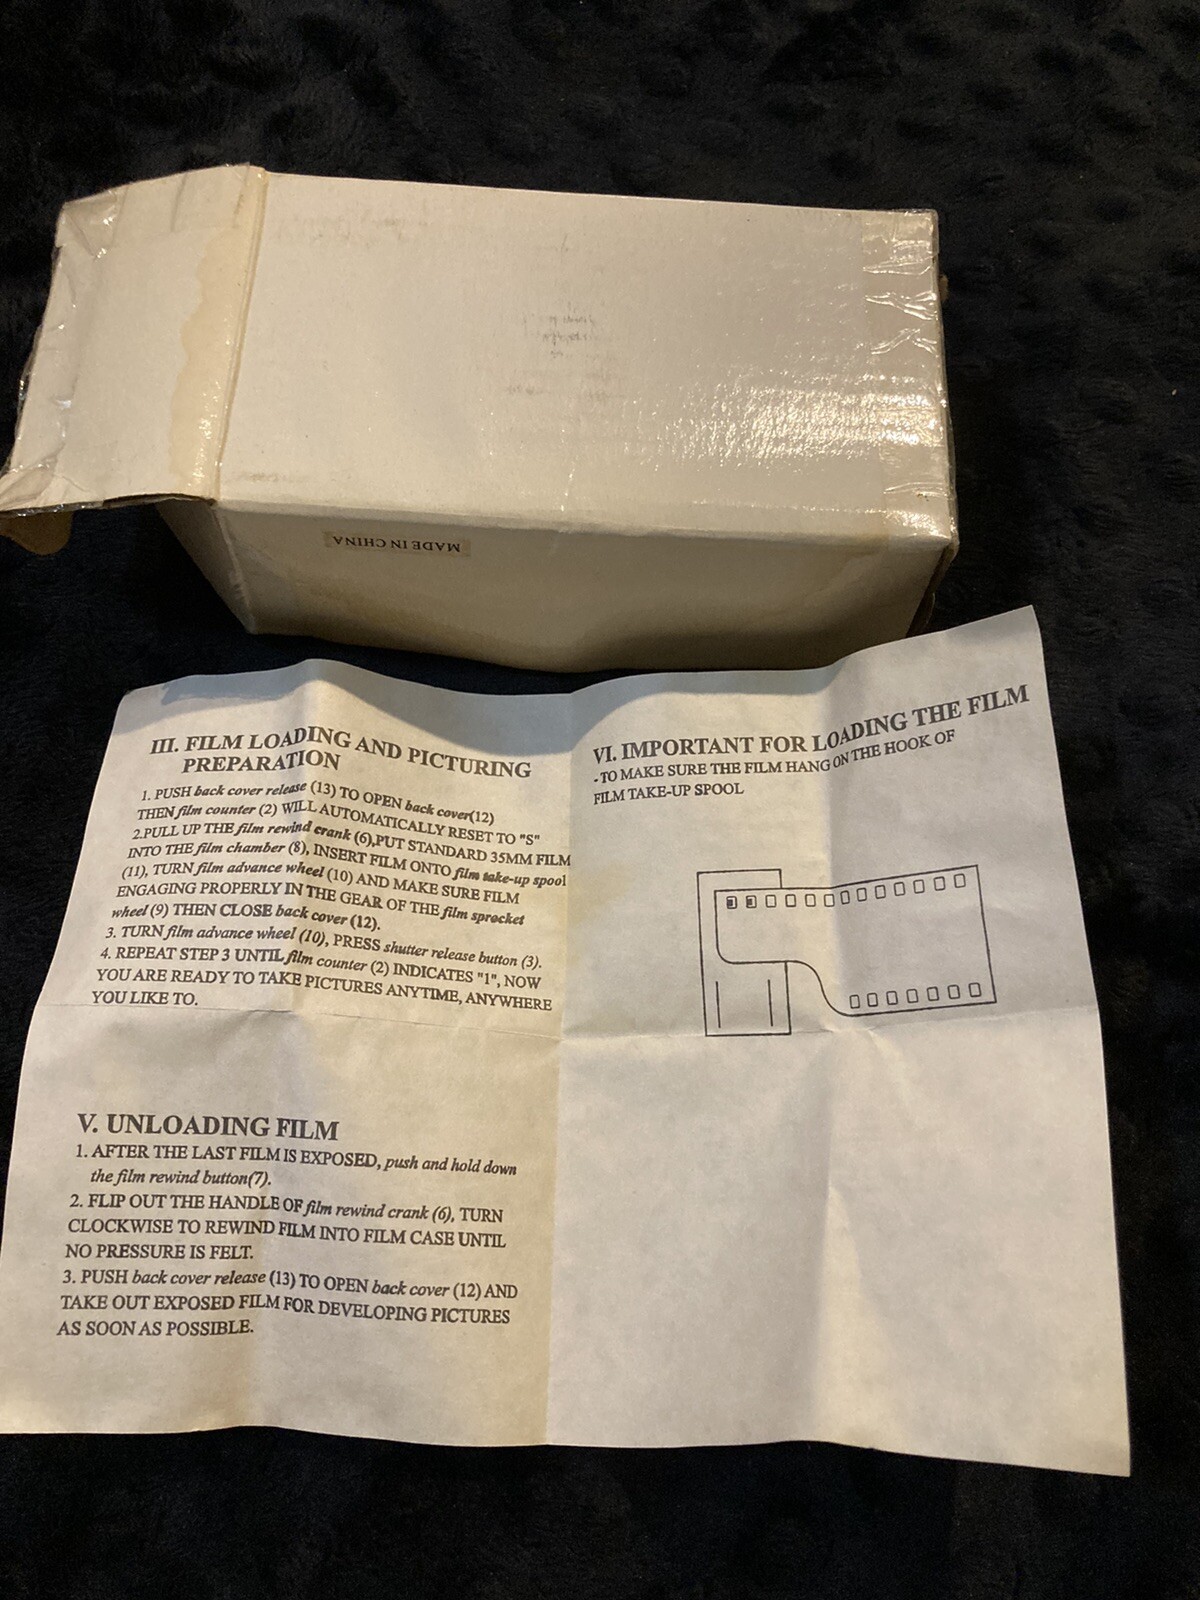 MADE IN CHINA
III. FILM LOADING AND PICTURING
PREPARATION
1. PUSH back cover release (13) TO OPEN back cover(12)
THEN film counter (2) WILL AUTOMATICALLY RESET TO "S"
2.PULL UP THE film rewind crank (6),PUT STANDARD 35MM FILM
INTO THE film chamber (8), INSERT FILM ONTO film take-up spool
(11), TURN film advance wheel (10) AND MAKE SURE FILM
ENGAGING PROPERLY IN THE GEAR OF THE film sprocket
wheel (9) THEN CLOSE back cover (12).
3. TURN film advance wheel (10), PRESS shutter release button (3).
4. REPEAT STEP 3 UNTIL film counter (2) INDICATES "1", NOW
YOU ARE READY TO TAKE PICTURES ANYTIME, ANYWHERE
YOU LIKE TO.
V. UNLOADING FILM
1. AFTER THE LAST FILM IS EXPOSED, push and hold down
the film rewind button(7).
2. FLIP OUT THE HANDLE OF film rewind crank (6), TURN
CLOCKWISE TO REWIND FILM INTO FILM CASE UNTIL
NO PRESSURE IS FELT.
3. PUSH back cover release (13) TO OPEN back cover (12) AND
TAKE OUT EXPOSED FILM FOR DEVELOPING PICTURES
AS SOON AS POSSIBLE.
VI. IMPORTANT FOR LOADING THE FILM
- TO MAKE SURE THE FILM HANG ON THE HOOK OF
FILM TAKE-UP SPOOL